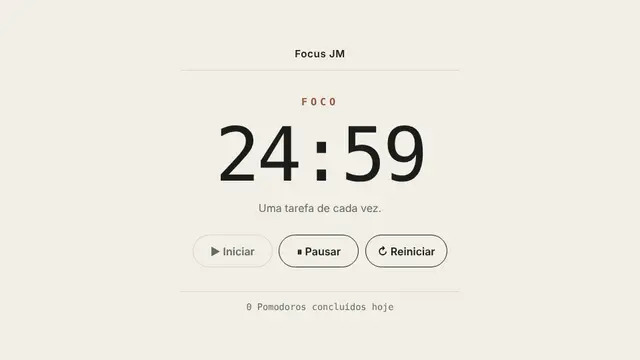 Focus JM
FOCO
24:59
Uma tarefa de cada vez.
▶ Iniciar ⏸ Pausar ↻ Reiniciar
0 Pomodoros concluídos hoje